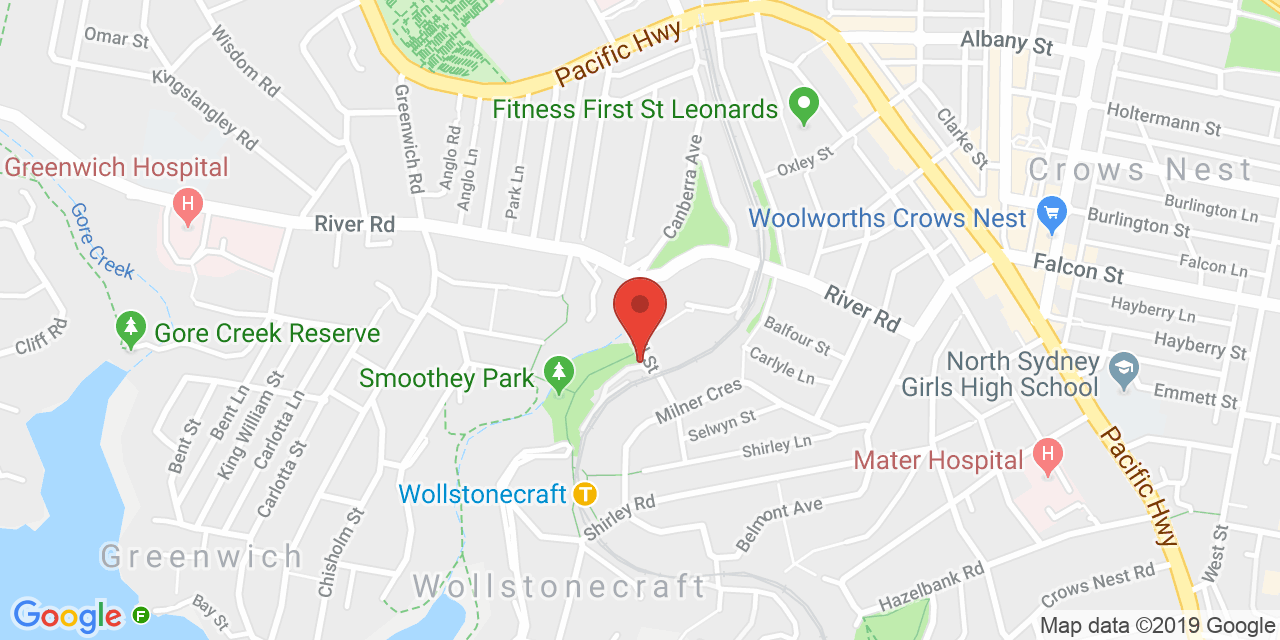 Omar St
Wisdom Rd
Kingslangley Rd
Pacific Hwy
Albany St
Greenwich Rd
Fitness First St Leonards
Holtermann St
Clarke St
Anglo Rd
Anglo Ln
Park Ln
Canberra Ave
Oxley St
Crows Nest
Greenwich Hospital
H
River Rd
Gore Creek
Woolworths Crows Nest
Burlington Ln
Burlington St
Falcon St
Falcon Ln
Hayberry Ln
Hayberry St
River Rd
Cliff Rd
Gore Creek Reserve
Balfour St
Carlyle Ln
Smoothey Park
St
North Sydney
Girls High School
Emmett St
Milner Cres
Selwyn St
Shirley Ln
Bent Ln
Bent St
King William St
Carlotta Ln
Carlotta St
Mater Hospital
H
Pacific Hwy
Wollstonecraft
T
Shirley Rd
Belmont Ave
Chisholm St
West St
Greenwich
Wollstonecraft
Hazelbank Rd
Crows Nest Rd
Bay St
Google
F
Map data ©2019 Google